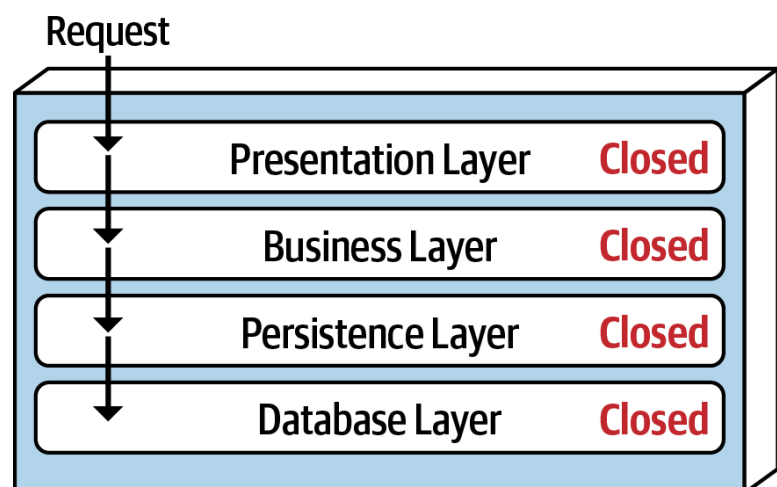 Request
Presentation Layer Closed
Business Layer Closed
Persistence Layer Closed
Database Layer Closed